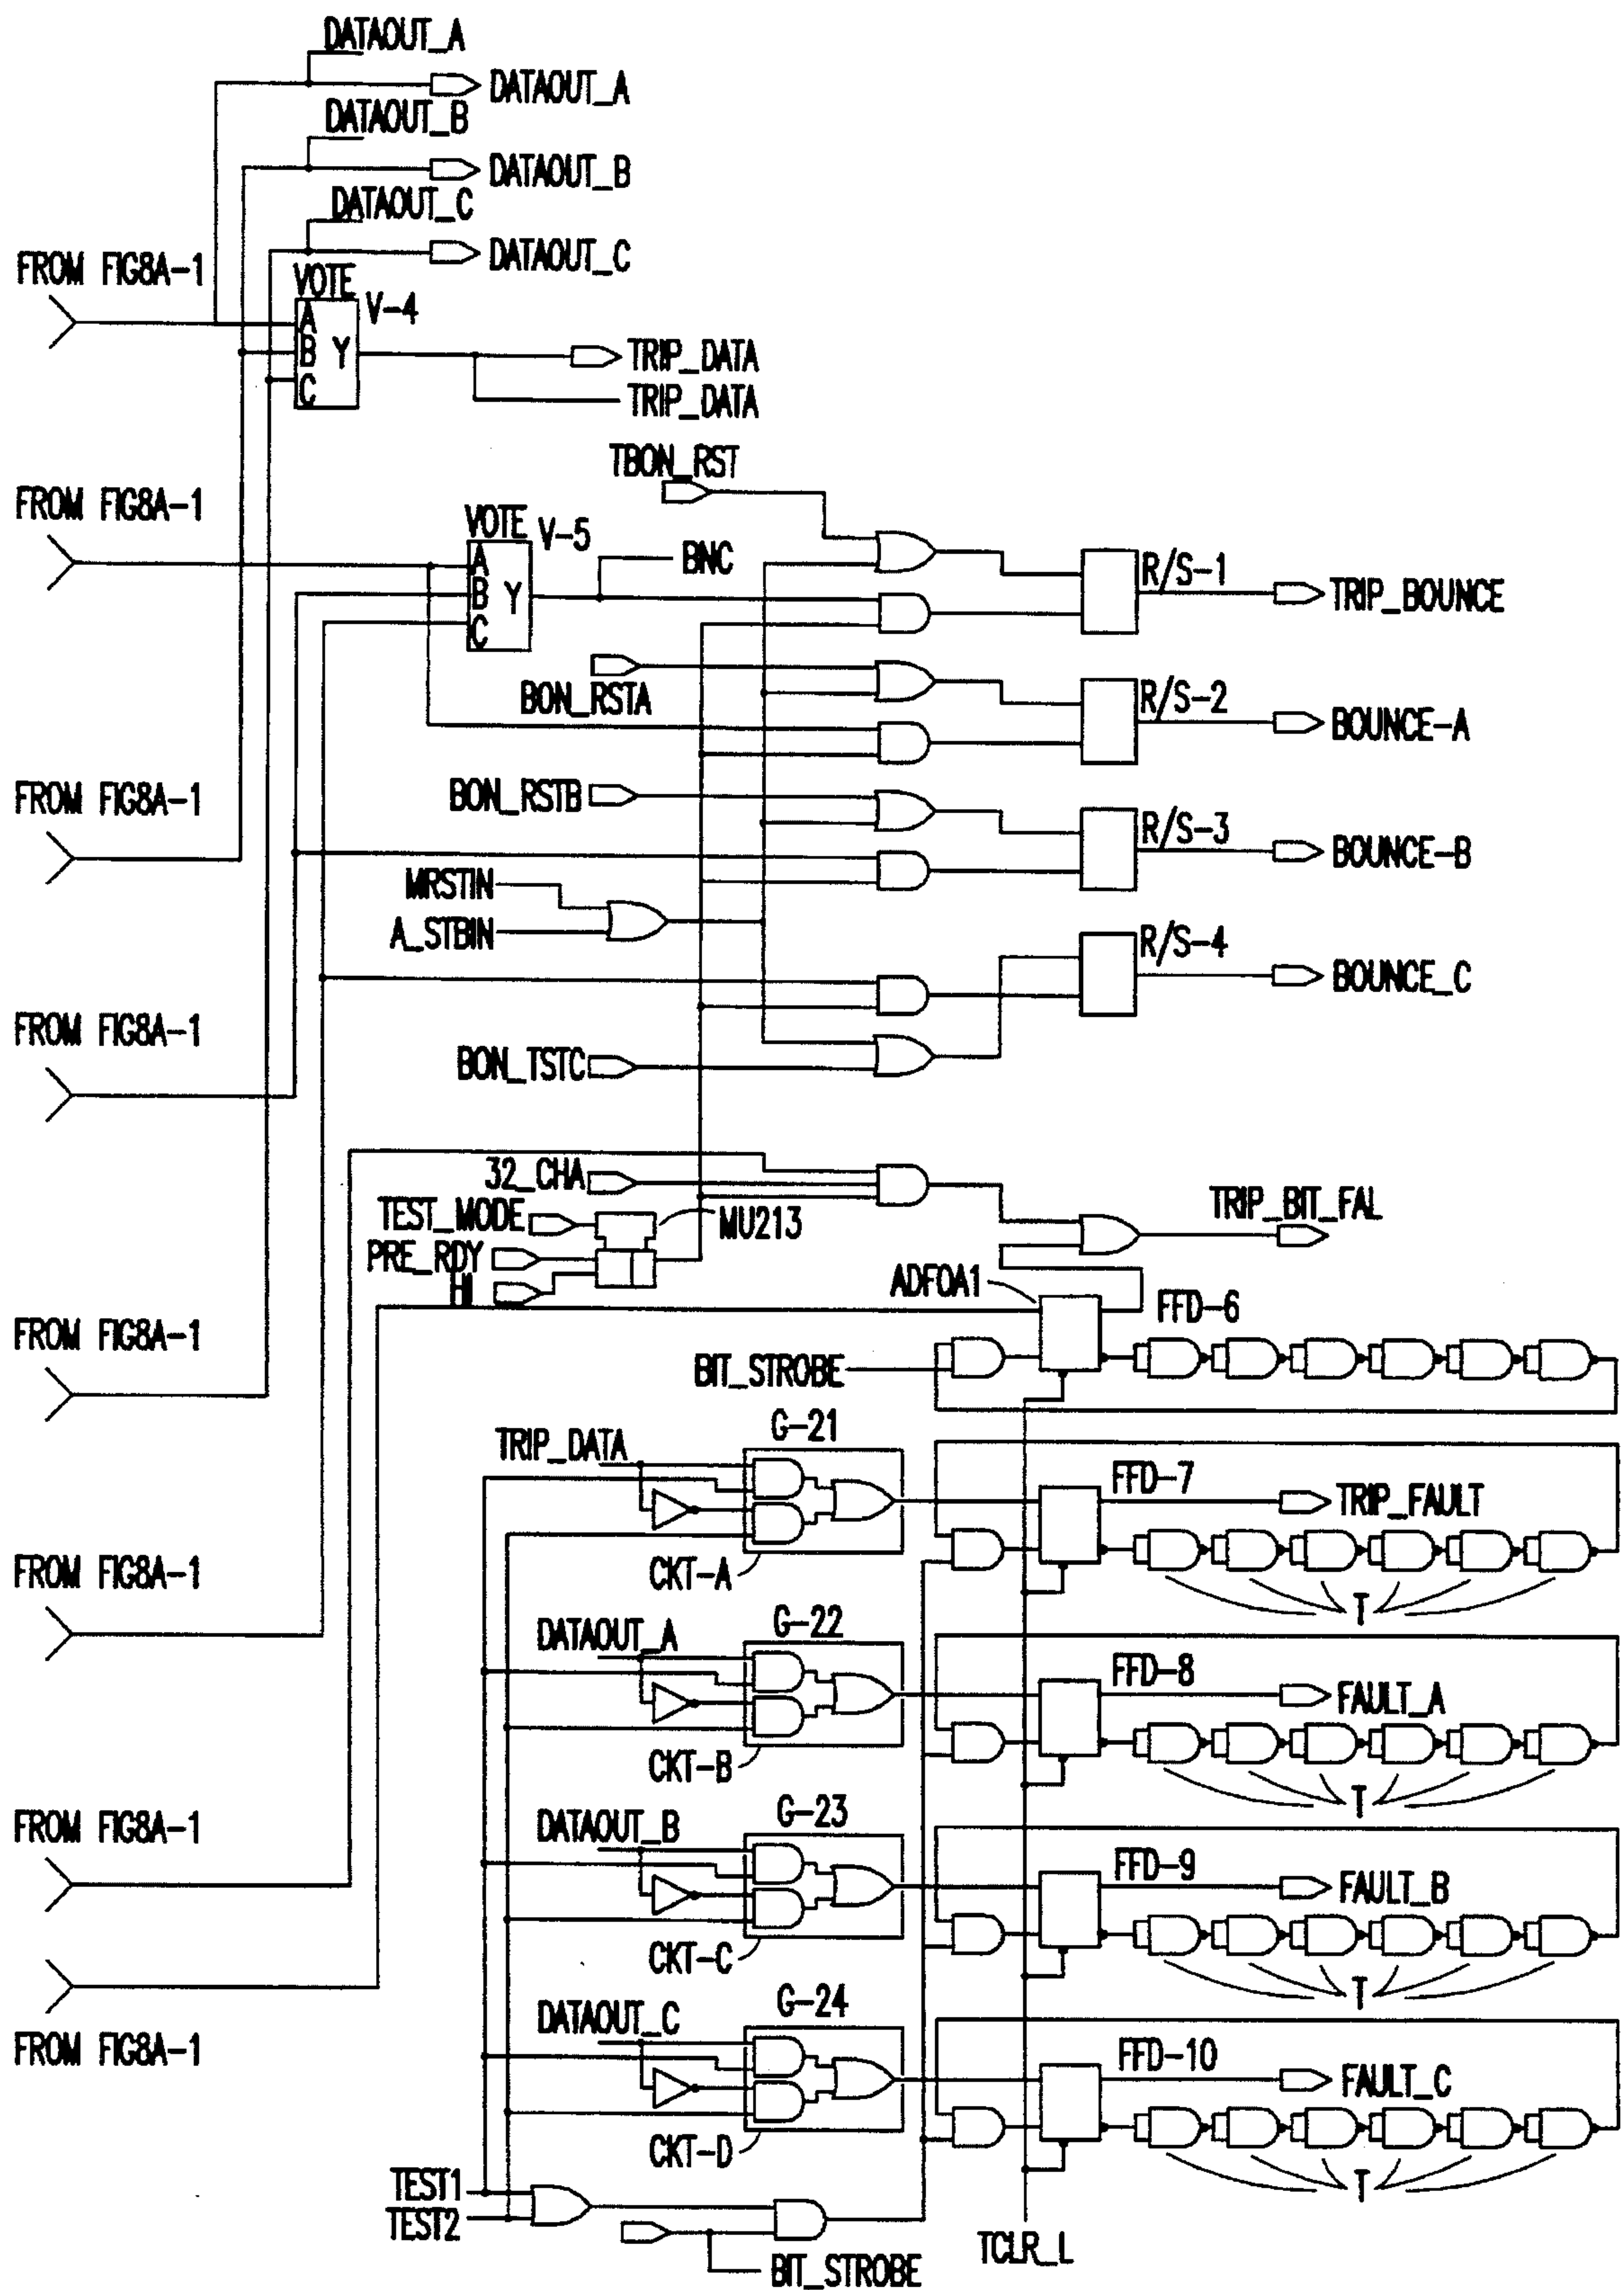 DATAOUT_A
DATAOUT_A
DATAOUT_B
DATAOUT_B
DATAOUT_C
DATAOUT_C
FROM FIG8A-1
VOTE
V-4
A
B Y
C
TRIP_DATA
TRIP_DATA
TBON_RST
FROM FIG8A-1
VOTE V-5
A
B Y
C
BNC
R/S-1
TRIP_BOUNCE
BON_RSTA
R/S-2
BOUNCE-A
FROM FIG8A-1
BON_RSTB
R/S-3
BOUNCE-B
MRSTIN
A_STBIN
R/S-4
BOUNCE_C
FROM FIG8A-1
BON_TSTC
32_CHA
TEST_MODE
MU213
TRIP_BIT_FAL
PRE_RDY
HI
ADFOA1
FFD-6
FROM FIG8A-1
BIT_STROBE
G-21
TRIP_DATA
FFD-7
TRIP_FAULT
CKT-A
T
FROM FIG8A-1
G-22
DATAOUT_A
FFD-8
FAULT_A
CKT-B
T
FROM FIG8A-1
G-23
DATAOUT_B
FFD-9
FAULT_B
CKT-C
T
FROM FIG8A-1
G-24
DATAOUT_C
FFD-10
FAULT_C
CKT-D
T
TEST1
TEST2
BIT_STROBE
TCLR_L